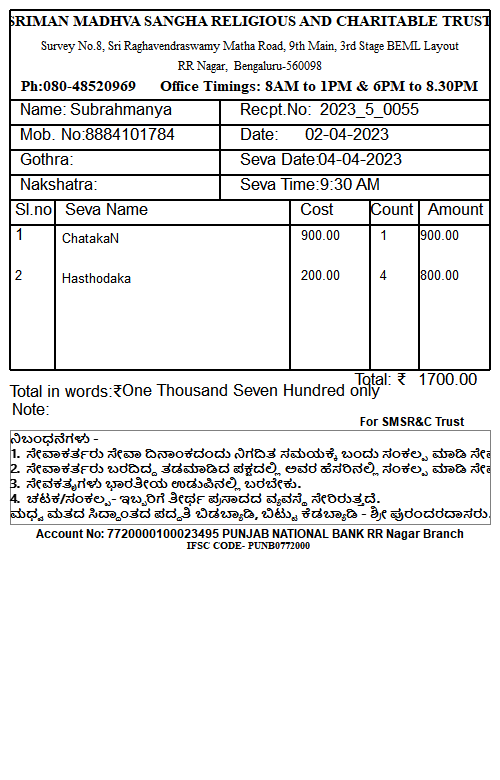 SRIMAN MADHVA SANGHA RELIGIOUS AND CHARITABLE TRUST
Survey No.8, Sri Raghavendraswamy Matha Road, 9th Main, 3rd Stage BEML Layout
RR Nagar, Bengaluru-560098
Ph:080-48520969 Office Timings: 8AM to 1PM & 6PM to 8.30PM
Name: Subrahmanya Recpt.No: 2023_5_0055
Mob. No:8884101784 Date: 02-04-2023
Gothra: Seva Date:04-04-2023
Nakshatra: Seva Time:9:30 AM
Sl.no Seva Name Cost Count Amount
1 ChatakaN 900.00 1 900.00
2 Hasthodaka 200.00 4 800.00
Total: ₹ 1700.00
Total in words:₹One Thousand Seven Hundred only
Note:
For SMSR&C Trust
ನಿಬಂಧನೆಗಳು -
1. ಸೇವಾಕರ್ತರು ಸೇವಾ ದಿನಾಂಕದಂದು ನಿಗದಿತ ಸಮಯಕ್ಕೆ ಬಂದು ಸಂಕಲ್ಪ ಮಾಡಿ
2. ಸೇವಾಕರ್ತರು ಬರದಿದ್ದ ತಡಮಾಡಿದ ಪಕ್ಷದಲ್ಲಿ ಅವರ ಹೆಸರಿನಲ್ಲಿ ಸಂಕಲ್ಪ ಮಾಡಿ
3. ಸೇವಕತೃಗಳು ಭಾರತೀಯ ಉಡುಪಿನಲ್ಲಿ ಬರಬೇಕು.
4. ಚಟಕ/ಸಂಕಲ್ಪ- ಇಬ್ಬರಿಗೆ ತೀರ್ಥ ಪ್ರಸಾದದ ವ್ಯವಸ್ಥೆ ಸೇರಿರುತ್ತದೆ.
ಮಧ್ವ ಮತದ ಸಿದ್ಧಾಂತದ ಪದ್ಧತಿ ಬಿಡಬ್ಯಾಡಿ, ಬಿಟ್ಟು ಕೆಡಬ್ಯಾಡಿ - ಶ್ರೀ ಪುರಂದರದಾಸರು.
Account No: 7720000100023495 PUNJAB NATIONAL BANK RR Nagar Branch
IFSC CODE- PUNB0772000